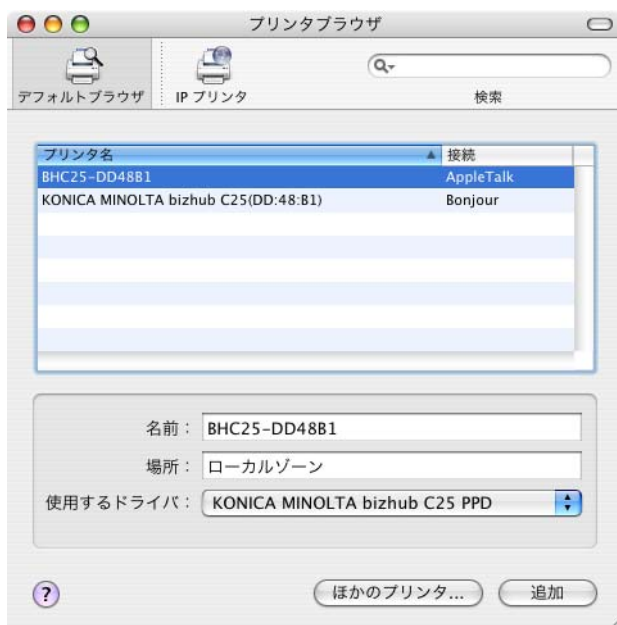 プリンタブラウザ
デフォルトブラウザ IP プリンタ 検索
プリンタ名 接続
BHC25-DD48B1 AppleTalk
KONICA MINOLTA bizhub C25(DD:48:B1) Bonjour
名前： BHC25-DD48B1
場所： ローカルゾーン
使用するドライバ： KONICA MINOLTA bizhub C25 PPD
? ほかのプリンタ... 追加